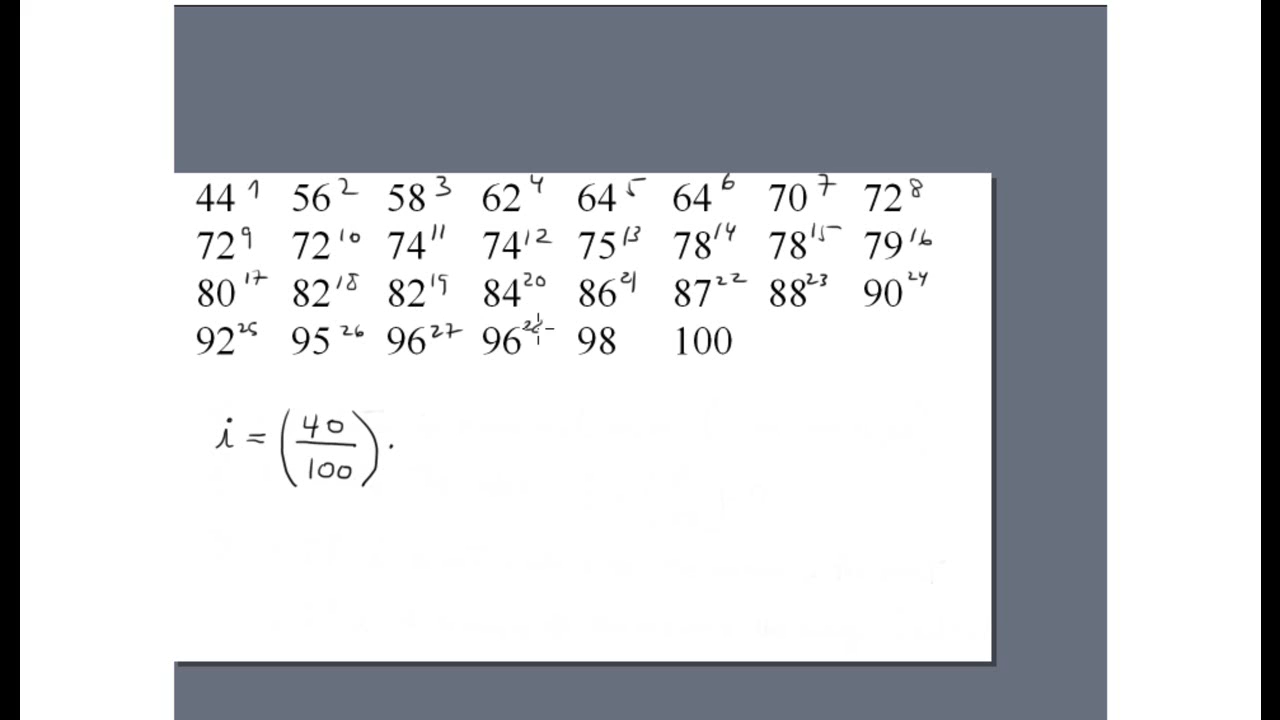 44 1 56 2 58 3 62 4 64 5 64 6 70 7 72 8
72 9 72 10 74 11 74 12 75 13 78 14 78 15 79 16
80 17 82 18 82 19 84 20 86 21 87 22 88 23 90 24
92 25 95 26 96 27 96 28 98 100
i = (40/100) .